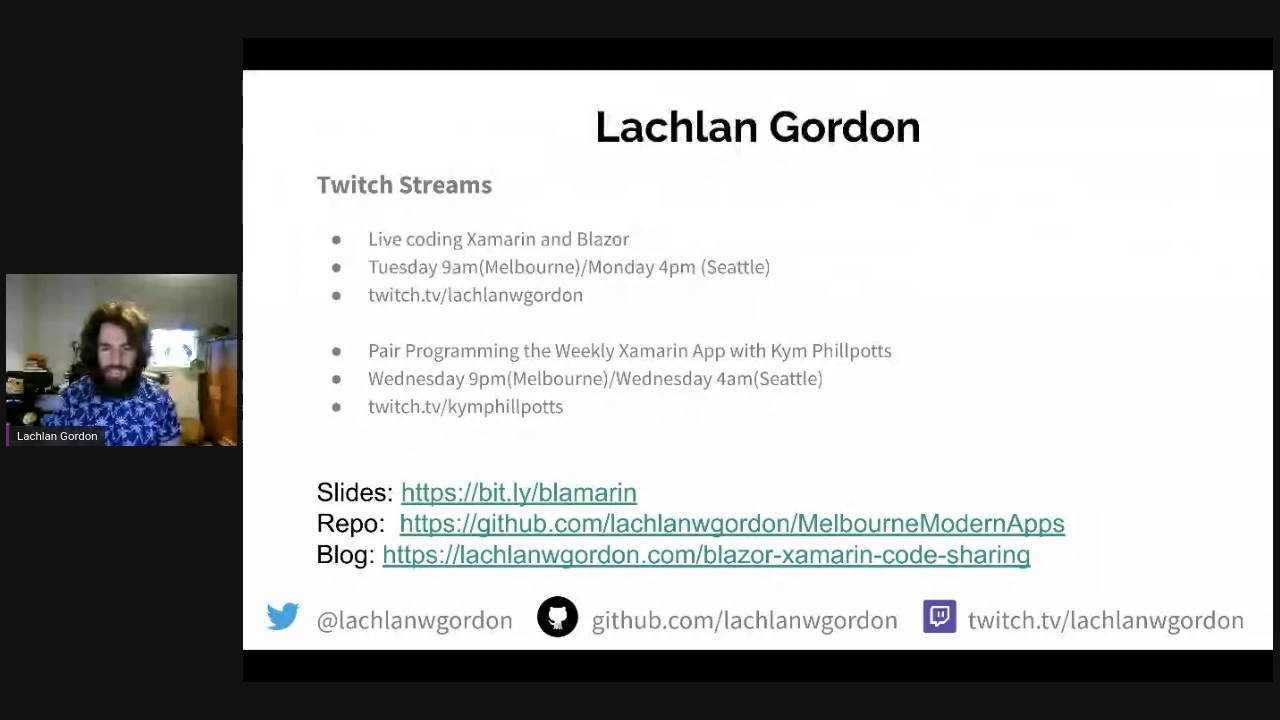 Lachlan Gordon
Twitch Streams
● Live coding Xamarin and Blazor
● Tuesday 9am(Melbourne)/Monday 4pm (Seattle)
● twitch.tv/lachlanwgordon
● Pair Programming the Weekly Xamarin App with Kym Phillpotts
● Wednesday 9pm(Melbourne)/Wednesday 4am(Seattle)
● twitch.tv/kymphillpotts
Lachlan Gordon
Slides: https://bit.ly/blamarin
Repo: https://github.com/lachlanwgordon/MelbourneModernApps
Blog: https://lachlanwgordon.com/blazor-xamarin-code-sharing
@lachlanwgordon github.com/lachlanwgordon twitch.tv/lachlanwgordon